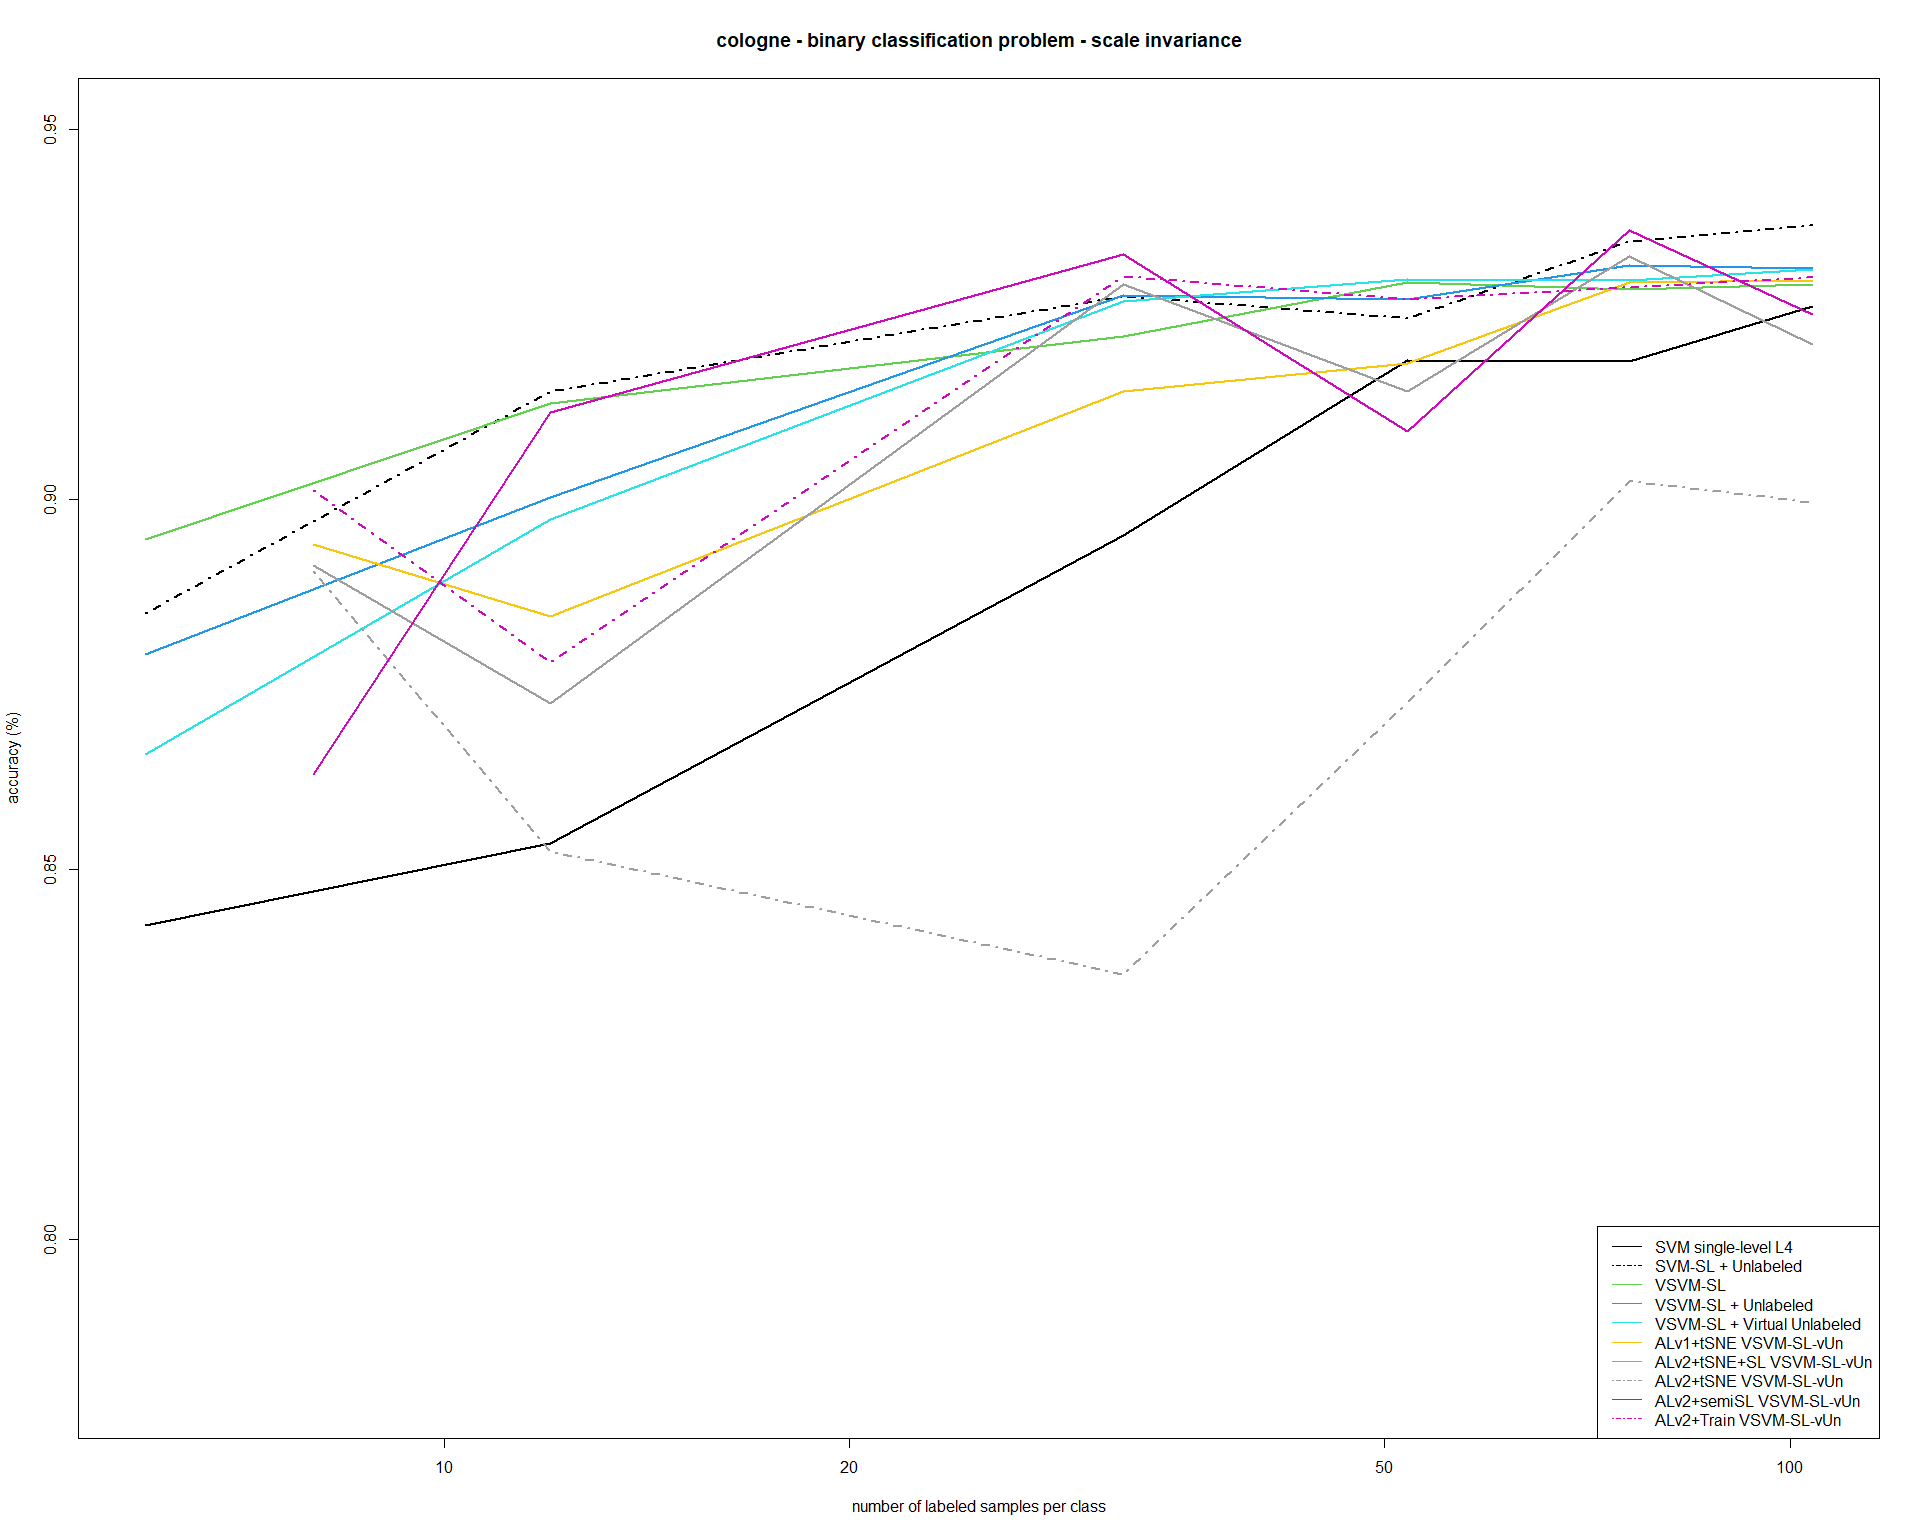 cologne - binary classification problem - scale invariance
accuracy (%)
0.95
0.90
0.85
0.80
10
20
50
100
number of labeled samples per class
SVM single-level L4
SVM-SL + Unlabeled
VSVM-SL
VSVM-SL + Unlabeled
VSVM-SL + Virtual Unlabeled
ALv1+tSNE VSVM-SL-vUn
ALv2+tSNE+SL VSVM-SL-vUn
ALv2+tSNE VSVM-SL-vUn
ALv2+semiSL VSVM-SL-vUn
ALv2+Train VSVM-SL-vUn